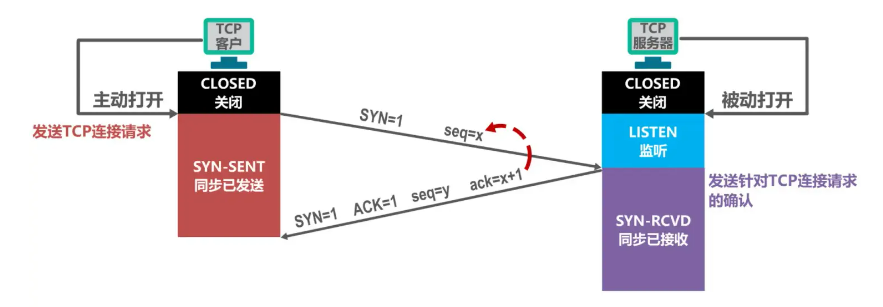 TCP
客户
TCP
服务器
CLOSED
关闭
CLOSED
关闭
主动打开
被动打开
发送TCP连接请求
SYN=1
seq=x
LISTEN
监听
SYN-SENT
同步已发送
SYN=1 ACK=1 seq=y ack=x+1
发送针对TCP连接请求
的确认
SYN-RCVD
同步已接收